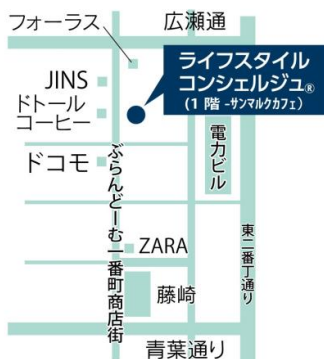 フォーラス
広瀬通
ライフスタイル
コンシェルジュ®
(1階-サンマルクカフェ)
JINS
ドトール
コーヒー
電力ビル
ドコモ
ぶらんどーむ一番町商店街
東二番丁通り
ZARA
藤崎
青葉通り